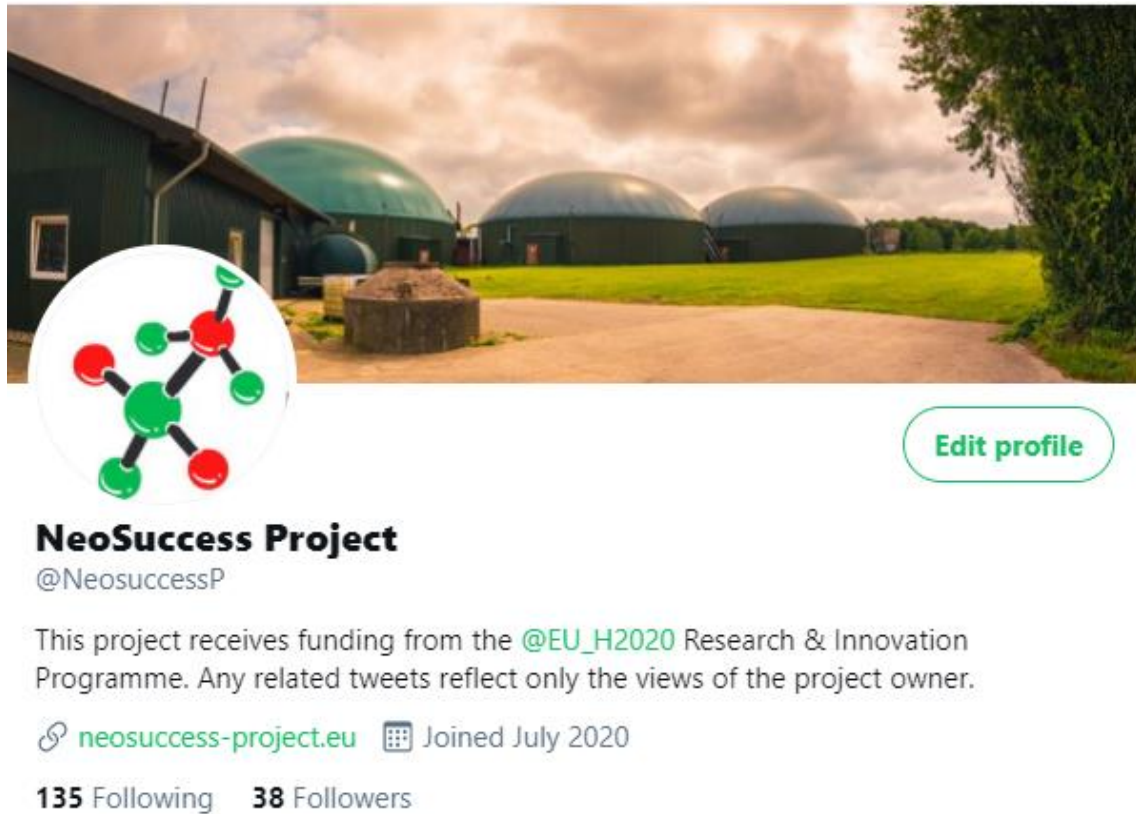 Edit profile
NeoSuccess Project
@NeosuccessP
This project receives funding from the @EU_H2020 Research & Innovation
Programme. Any related tweets reflect only the views of the project owner.
neosuccess-project.eu Joined July 2020
135 Following 38 Followers